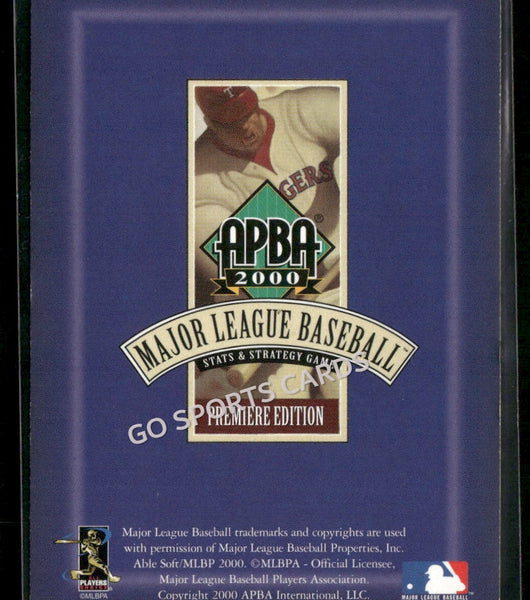 T
GERS
APBA®
2000
MAJOR LEAGUE BASEBALL™
STATS & STRATEGY GAME
GO SPORTS CARDS
PREMIERE EDITION
Major League Baseball trademarks and copyrights are used
with permission of Major League Baseball Properties, Inc.
Able Soft/MLBP 2000. ©MLBPA - Official Licensee,
Major League Baseball Players Association.
Copyright 2000 APBA International, LLC.
PLAYERS
CHOICE
©MLBPA
MAJOR LEAGUE BASEBALL